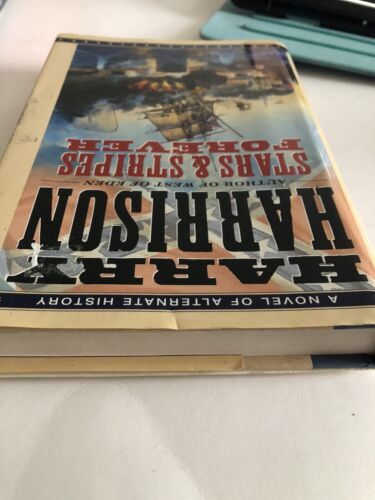 A NOVEL OF ALTERNATE HISTORY
HARRY
HARRISON
AUTHOR OF WEST OF EDEN
STARS & STRIPES
FOREVER